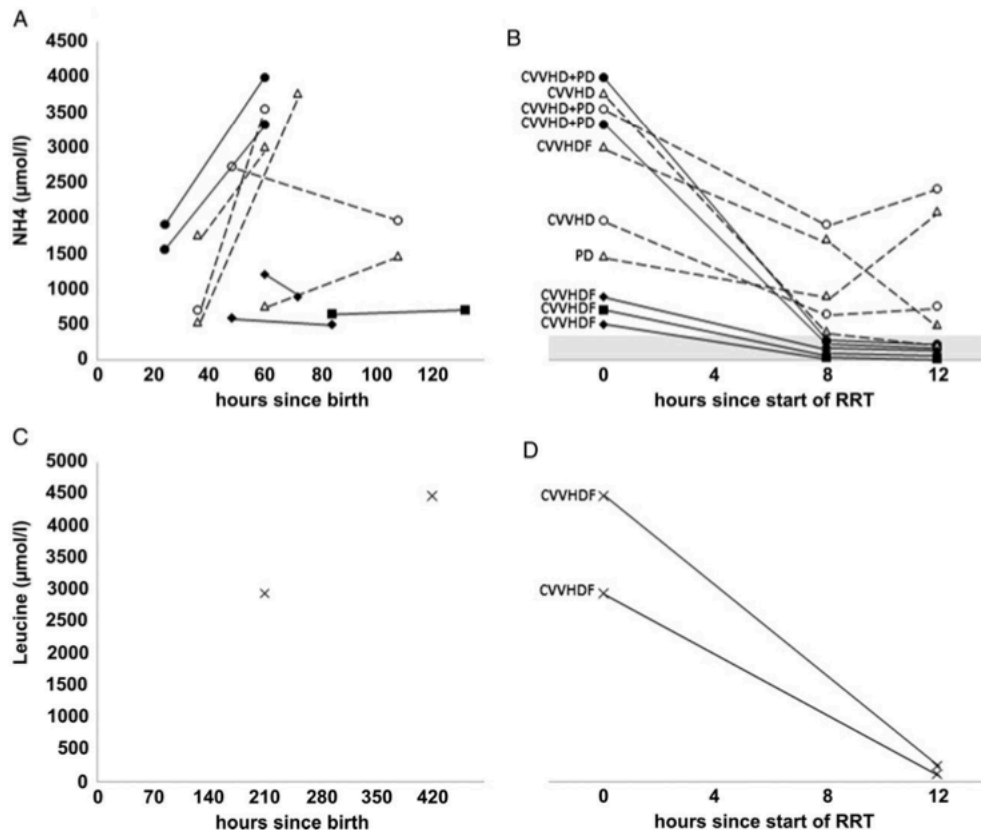 A
4500
4000
3500
3000
2500
2000
1500
1000
500
0
NH4 (µmol/l)
0 20 40 60 80 100 120
hours since birth
B
CVVHD+PD
CVVHD
CVVHD+PD
CVVHD+PD
CVVHDF
CVVHD
PD
CVVHDF
CVVHDF
CVVHDF
0 4 8 12
hours since start of RRT
C
5000
4500
4000
3500
3000
2500
2000
1500
1000
500
0
Leucine (µmol/l)
0 70 140 210 280 350 420
hours since birth
D
CVVHDF
CVVHDF
0 4 8 12
hours since start of RRT